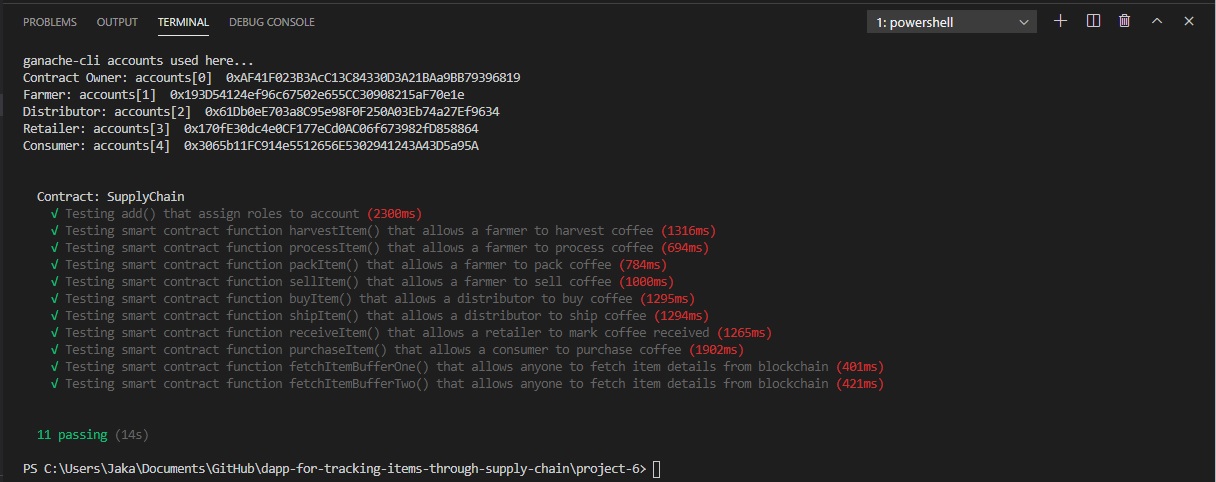 PROBLEMS OUTPUT TERMINAL DEBUG CONSOLE 1: powershell
ganache-cli accounts used here...
Contract Owner: accounts[0] 0xAF41F023B3AcC13C84330D3A21BAa9BB79396819
Farmer: accounts[1] 0x193D54124ef96c67502e655CC30908215aF70e1e
Distributor: accounts[2] 0x61Db0eE703a8C95e98F0F250A03Eb74a27Ef9634
Retailer: accounts[3] 0x170fE30dc4e0CF177eCd0AC06f673982fD858864
Consumer: accounts[4] 0x3065b11FC914e5512656E5302941243A43D5a95A
Contract: SupplyChain
√ Testing add() that assign roles to account (2300ms)
√ Testing smart contract function harvestItem() that allows a farmer to harvest coffee (1316ms)
√ Testing smart contract function processItem() that allows a farmer to process coffee (694ms)
√ Testing smart contract function packItem() that allows a farmer to pack coffee (784ms)
√ Testing smart contract function sellItem() that allows a farmer to sell coffee (1000ms)
√ Testing smart contract function buyItem() that allows a distributor to buy coffee (1295ms)
√ Testing smart contract function shipItem() that allows a distributor to ship coffee (1294ms)
√ Testing smart contract function receiveItem() that allows a retailer to mark coffee received (1265ms)
√ Testing smart contract function purchaseItem() that allows a consumer to purchase coffee (1902ms)
√ Testing smart contract function fetchItemBufferOne() that allows anyone to fetch item details from blockchain (401ms)
√ Testing smart contract function fetchItemBufferTwo() that allows anyone to fetch item details from blockchain (421ms)
11 passing (14s)
PS C:\Users\Jaka\Documents\GitHub\dapp-for-tracking-items-through-supply-chain\project-6>